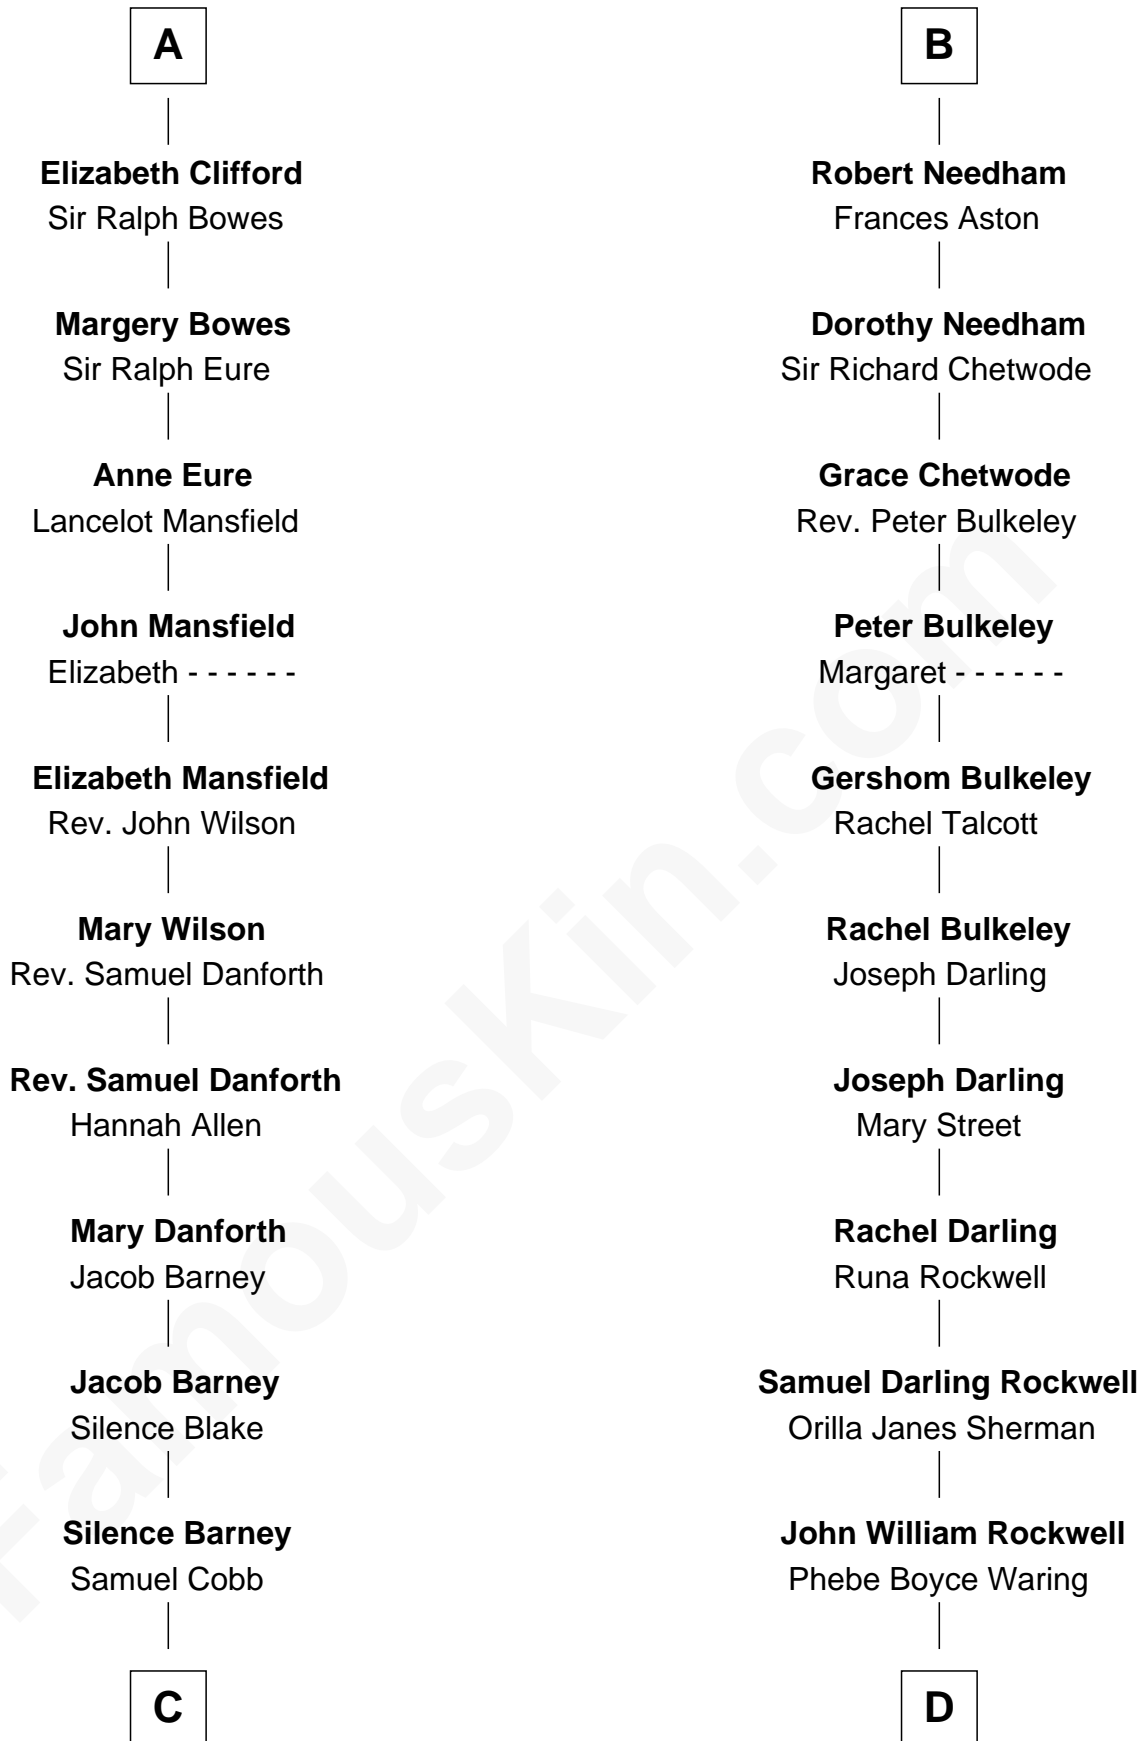 A
Elizabeth Clifford
Sir Ralph Bowes
Margery Bowes
Sir Ralph Eure
Anne Eure
Lancelot Mansfield
John Mansfield
Elizabeth - - - - - -
Elizabeth Mansfield
Rev. John Wilson
Mary Wilson
Rev. Samuel Danforth
Rev. Samuel Danforth
Hannah Allen
Mary Danforth
Jacob Barney
Jacob Barney
Silence Blake
Silence Barney
Samuel Cobb
C
B
Robert Needham
Frances Aston
Dorothy Needham
Sir Richard Chetwode
Grace Chetwode
Rev. Peter Bulkeley
Peter Bulkeley
Margaret - - - - - -
Gershom Bulkeley
Rachel Talcott
Rachel Bulkeley
Joseph Darling
Joseph Darling
Mary Street
Rachel Darling
Runa Rockwell
Samuel Darling Rockwell
Orilla Janes Sherman
John William Rockwell
Phebe Boyce Waring
D
FamousKin.com